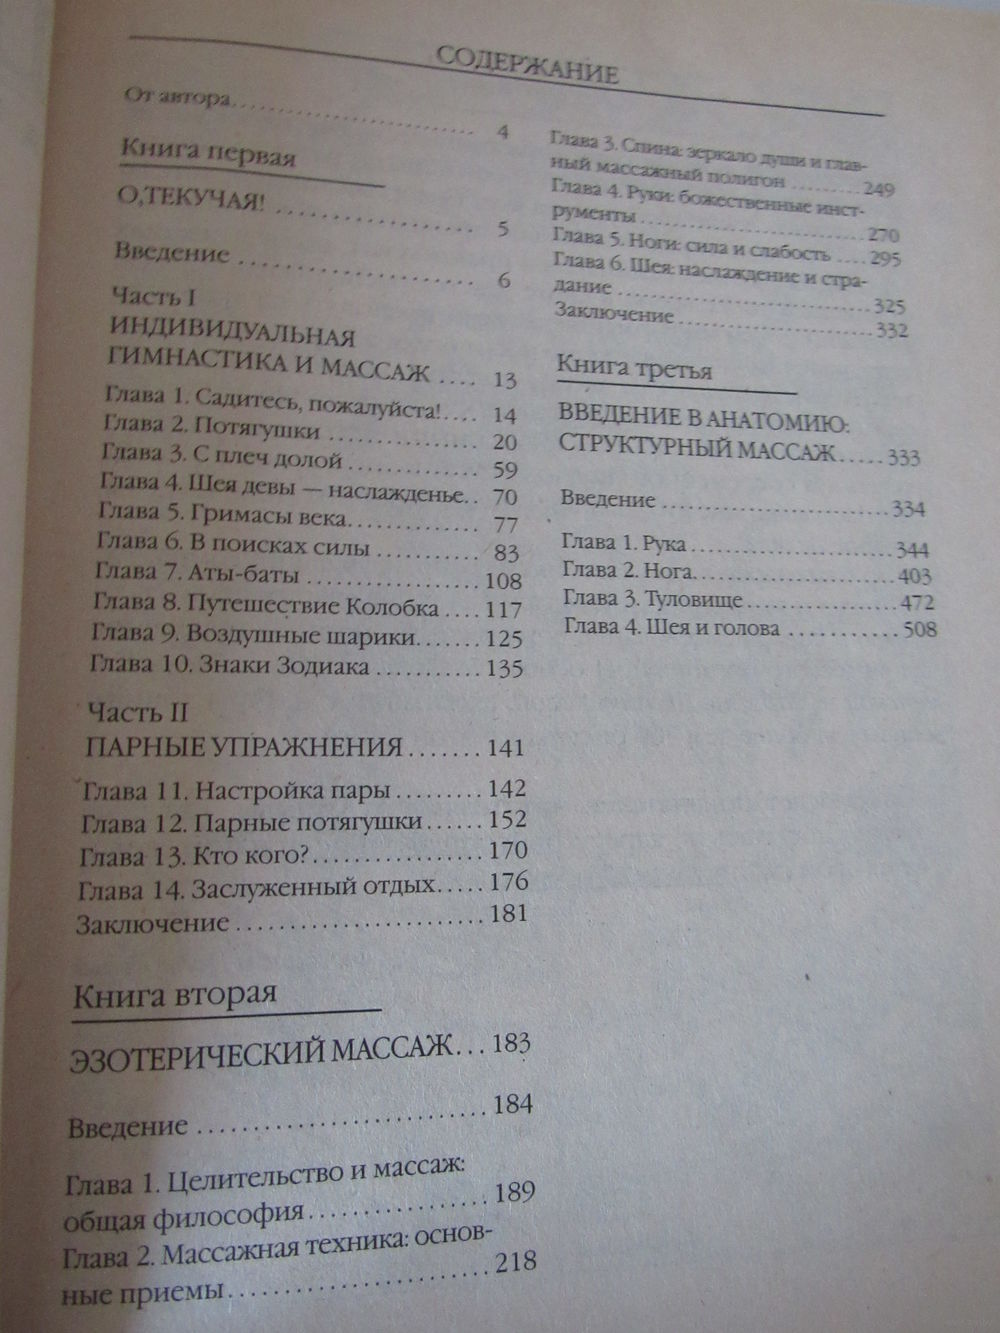 СОДЕРЖАНИЕ
От автора........................ 4
Книга первая
О,ТЕКУЧАЯ! ................... 5
Введение ....................... 6
Часть I
ИНДИВИДУАЛЬНАЯ
ГИМНАСТИКА И МАССАЖ .... 13
Глава 1. Садитесь, пожалуйста!.... 14
Глава 2. Потягушки .............. 20
Глава 3. С плеч долой ............ 59
Глава 4. Шея девы — наслажденье.. 70
Глава 5. Гримасы века............ 77
Глава 6. В поисках силы .......... 83
Глава 7. Аты-баты ............... 108
Глава 8. Путешествие Колобка .... 117
Глава 9. Воздушные шарики....... 125
Глава 10. Знаки Зодиака .......... 135
Часть II
ПАРНЫЕ УПРАЖНЕНИЯ ....... 141
Глава 11. Настройка пары ......... 142
Глава 12. Парные потягушки ...... 152
Глава 13. Кто кого?............... 170
Глава 14. Заслуженный отдых..... 176
Заключение ...................... 181
Книга вторая
ЭЗОТЕРИЧЕСКИЙ МАССАЖ... 183
Введение .......................... 184
Глава 1. Целительство и массаж:
общая философия ................ 189
Глава 2. Массажная техника: основ-
ные приемы ....................... 218
Глава 3. Спина: зеркало души и глав-
ный массажный полигон ......... 249
Глава 4. Руки: божественные инст-
рументы ......................... 270
Глава 5. Ноги: сила и слабость .... 295
Глава 6. Шея: наслаждение и стра-
дание ........................... 325
Заключение ..................... 332
Книга третья
ВВЕДЕНИЕ В АНАТОМИЮ:
СТРУКТУРНЫЙ МАССАЖ..... 333
Введение ........................ 334
Глава 1. Рука..................... 344
Глава 2. Нога..................... 403
Глава 3. Туловище................ 472
Глава 4. Шея и голова ........... 508